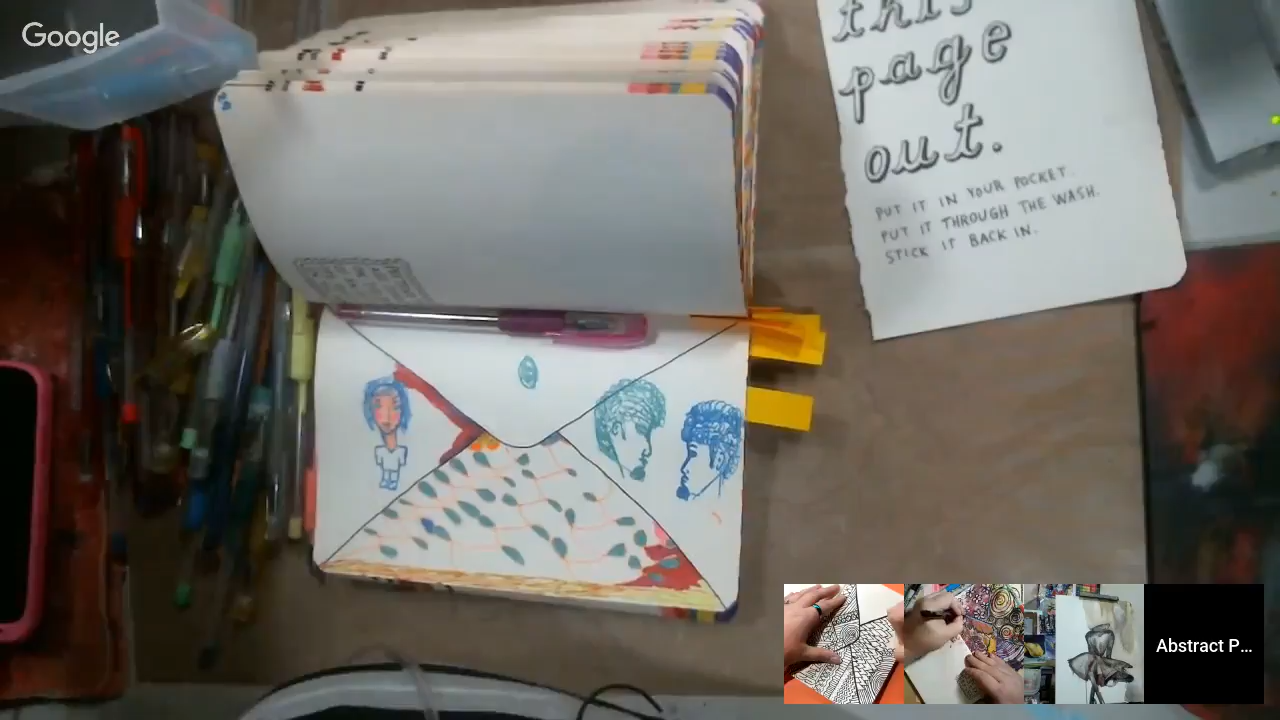 Google
this
page
out.
PUT IT IN YOUR POCKET.
PUT IT THROUGH THE WASH.
STICK IT BACK IN.
Abstract P...